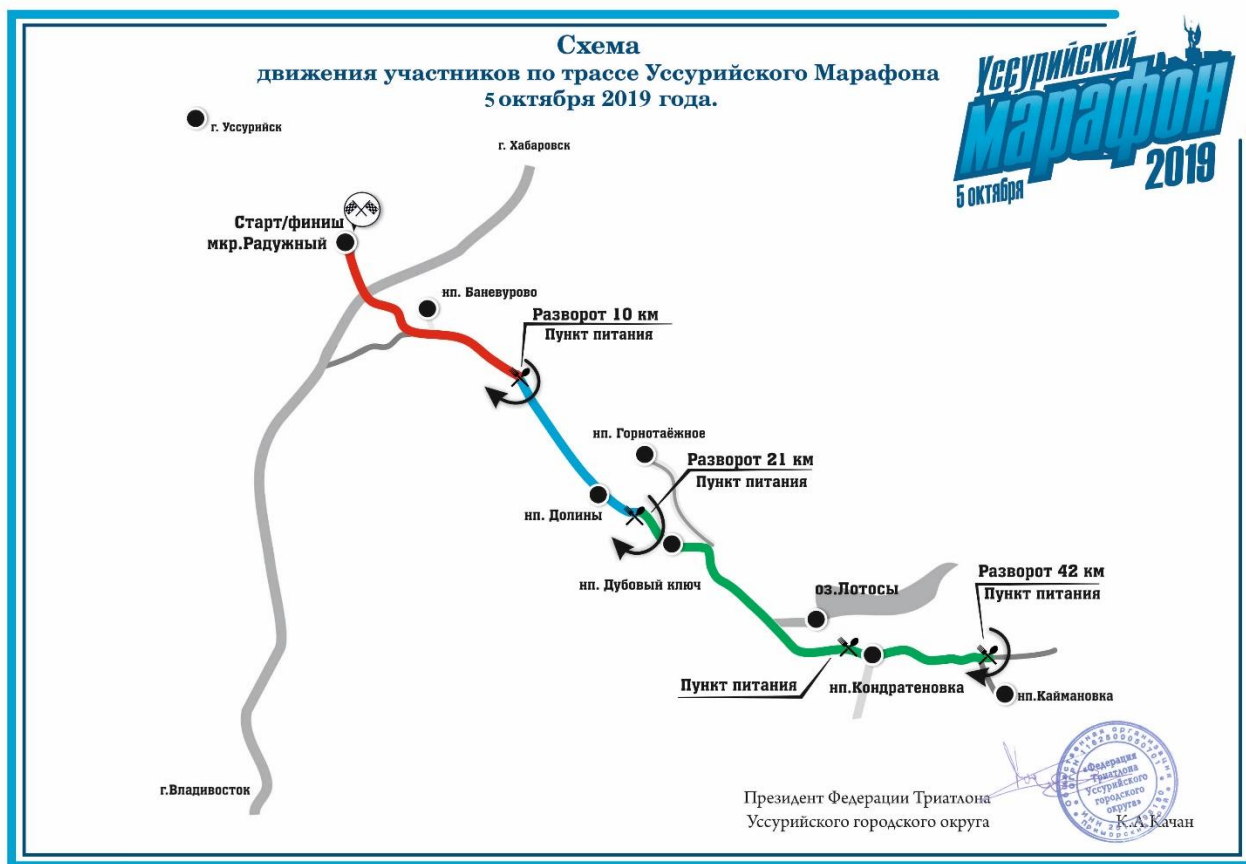 Схема
движения участников по трассе Уссурийского Марафона
5 октября 2019 года.
Уссурийский
марафон
2019
5 октября
г. Уссурийск
г. Хабаровск
Старт/финиш
мкр.Радужный
нп. Баневурово
Разворот 10 км
Пункт питания
нп. Горнотаёжное
Разворот 21 км
Пункт питания
нп. Долины
нп. Дубовый ключ
оз.Лотосы
Разворот 42 км
Пункт питания
Пункт питания
нп.Кондратеновка
нп.Каймановка
г.Владивосток
Президент Федерации Триатлона
Уссурийского городского округа
К.А.Качан
«Федерация
Триатлона
Уссурийского
городского
округа»